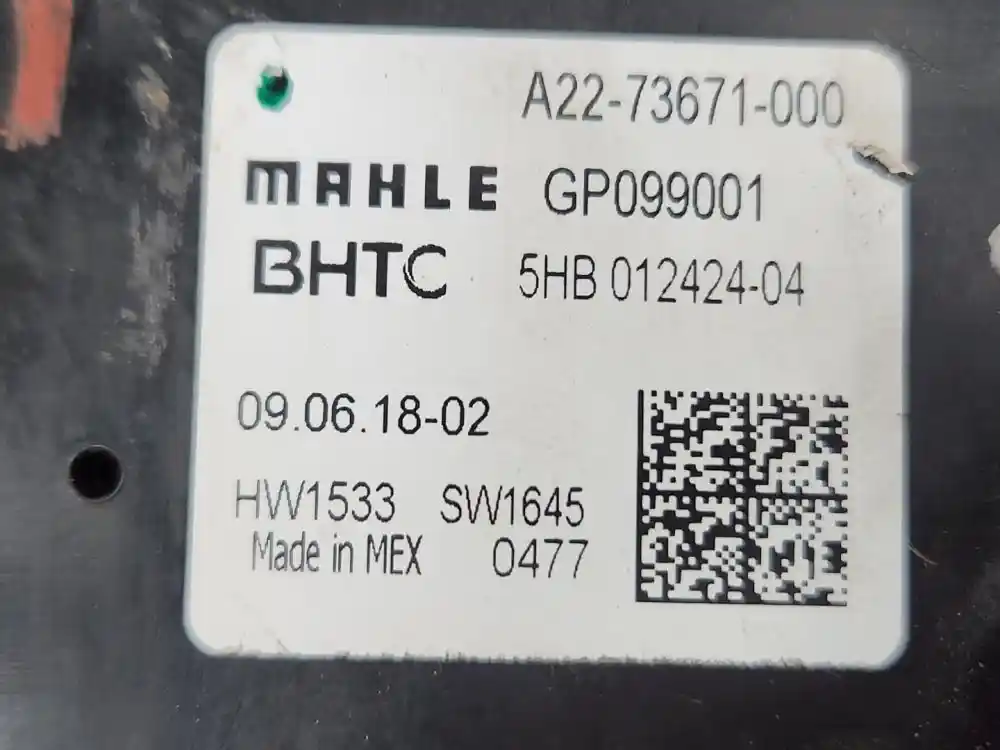 A22-73671-000
MAHLE GP099001
BHTC 5HB 012424-04
09.06.18-02
HW1533 SW1645
Made in MEX 0477